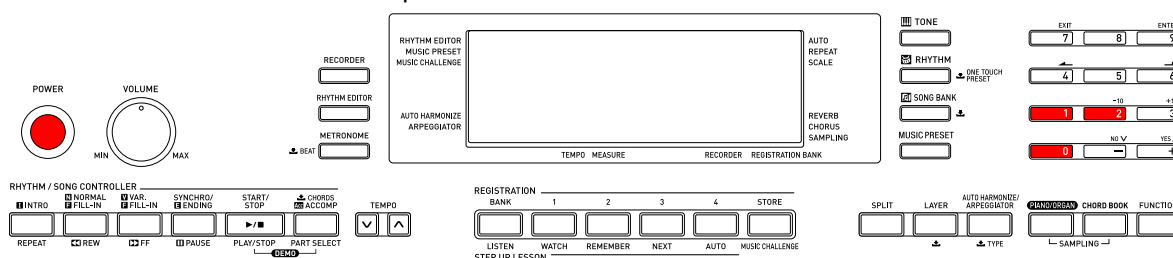 POWER
VOLUME
MIN
MAX
RECORDER
RHYTHM EDITOR
METRONOME
BEAT
RHYTHM EDITOR
MUSIC PRESET
MUSIC CHALLENGE
AUTO HARMONIZE
ARPEGGIATOR
AUTO
REPEAT
SCALE
REVERB
CHORUS
SAMPLING
TEMPO MEASURE RECORDER REGISTRATION BANK
TONE
RHYTHM
ONE TOUCH
PRESET
SONG BANK
MUSIC PRESET
EXIT
7 8
4 5
-10
1 2 3
NO YES
0 − +
RHYTHM / SONG CONTROLLER
I INTRO
N NORMAL
F FILL-IN
V VAR.
F FILL-IN
SYNCHRO/
E ENDING
START/
STOP
CHORDS
Acc ACCOMP
TEMPO
REPEAT REW FF PAUSE PLAY/STOP PART SELECT
DEMO
REGISTRATION
BANK 1 2 3 4 STORE
LISTEN WATCH REMEMBER NEXT AUTO MUSIC CHALLENGE
STEP UP LESSON
SPLIT
LAYER
AUTO HARMONIZE/
ARPEGGIATOR
PIANO/ORGAN
CHORD BOOK
TYPE
SAMPLING